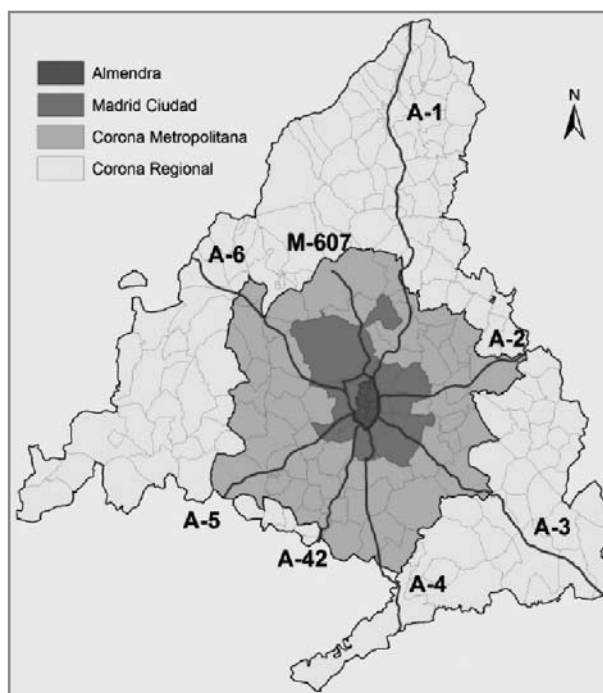 Almendra
Madrid Ciudad
Corona Metropolitana
Corona Regional
N
A-1
M-607
A-6
A-2
A-5
A-42
A-3
A-4